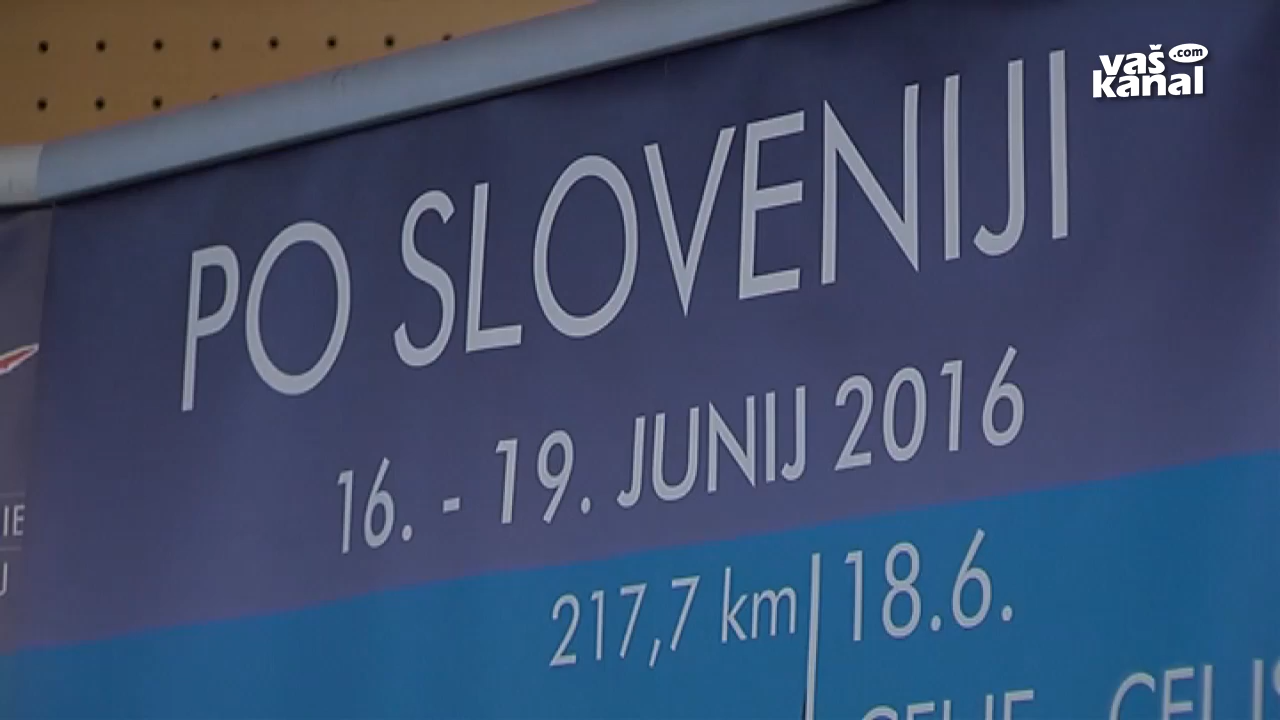 vaš .com
kanal
PO SLOVENIJI
16. - 19. JUNIJ 2016
217,7 km 18.6.